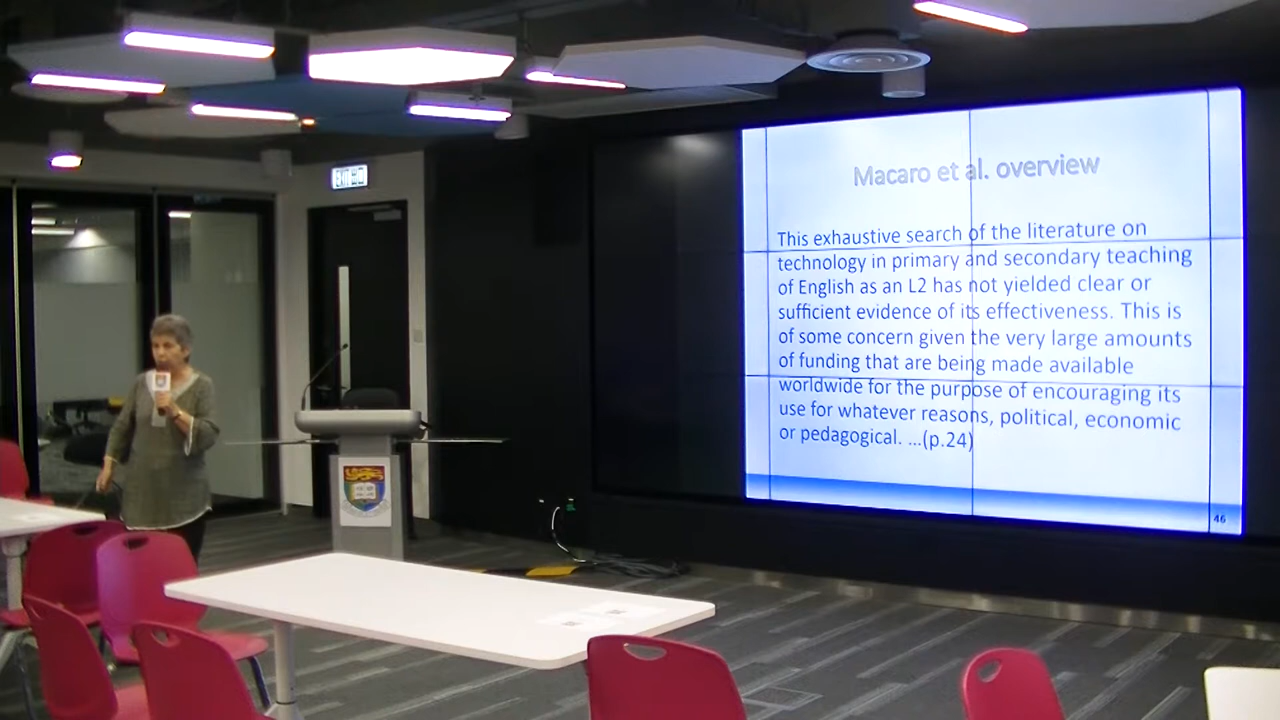 EXIT
Macaro et al. overview
This exhaustive search of the literature on
technology in primary and secondary teaching
of English as an L2 has not yielded clear or
sufficient evidence of its effectiveness. This is
of some concern given the very large amounts
of funding that are being made available
worldwide for the purpose of encouraging its
use for whatever reasons, political, economic
or pedagogical. ...(p.24)
46